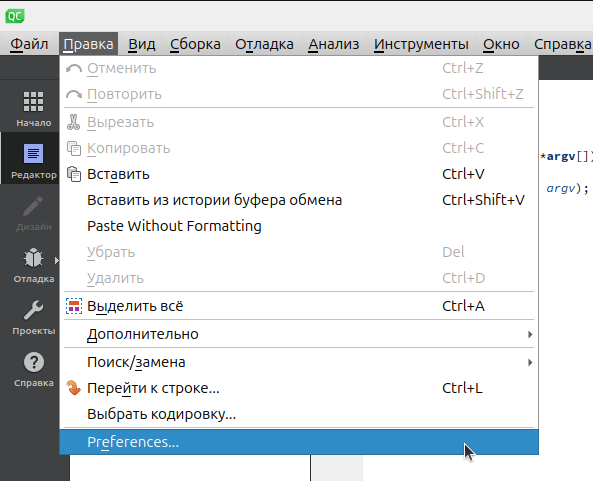 QC
Файл Правка Вид Сборка Отладка Анализ Инструменты Окно Справка
Отменить Ctrl+Z
Повторить Ctrl+Shift+Z
Вырезать Ctrl+X
Копировать Ctrl+C
Вставить Ctrl+V
Вставить из истории буфера обмена Ctrl+Shift+V
Paste Without Formatting
Убрать Del
Удалить Ctrl+D
Выделить всё Ctrl+A
Дополнительно
Поиск/замена
Перейти к строке... Ctrl+L
Выбрать кодировку...
Preferences...
Начало
Редактор
Дизайн
Отладка
Проекты
Справка
*argv[])
argv);